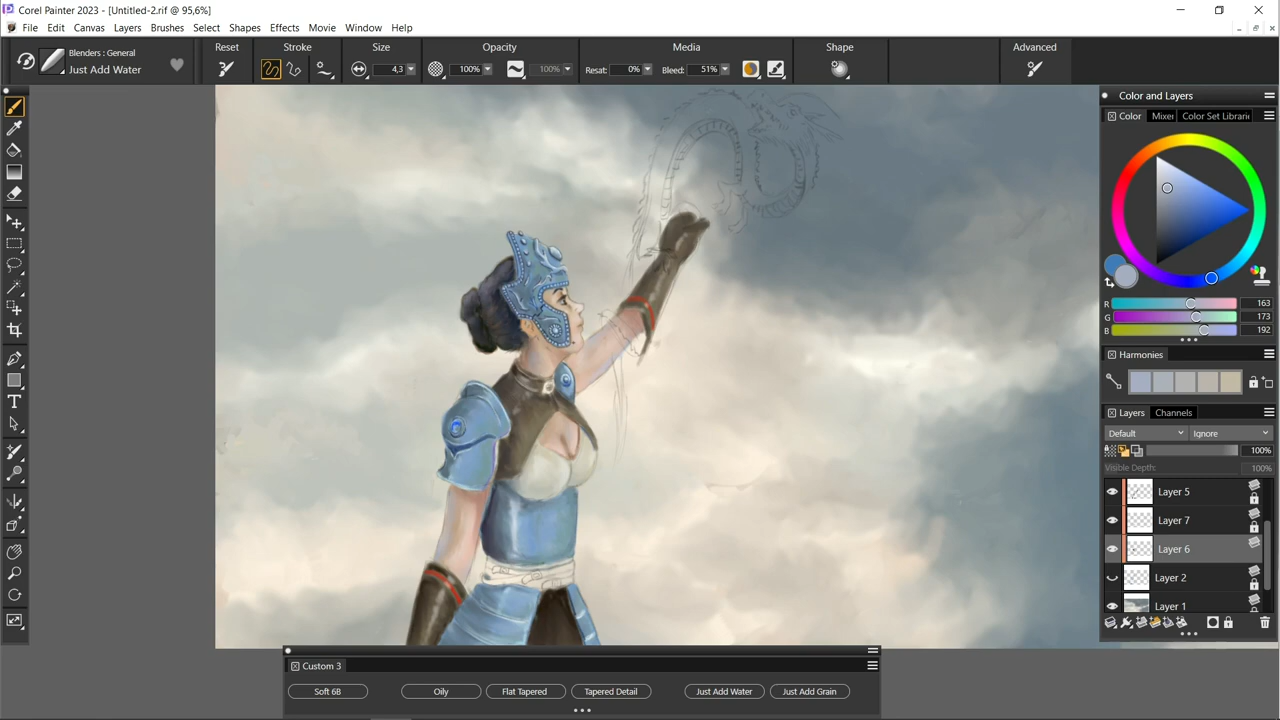 Corel Painter 2023 - [Untitled-2.rif @ 95,6%]
File Edit Canvas Layers Brushes Select Shapes Effects Movie Window Help
Blenders : General
Just Add Water
Reset
Stroke
Size
4,3
Opacity
100%
100%
Media
Resat: 0% Bleed: 51%
Shape
Advanced
Color and Layers
Color Mixer Color Set Librari
R 163
G 173
B 192
Harmonies
Layers Channels
Default Ignore
100%
Visible Depth: 100%
Layer 5
Layer 7
Layer 6
Layer 2
Layer 1
Custom 3
Soft 6B Oily Flat Tapered Tapered Detail Just Add Water Just Add Grain